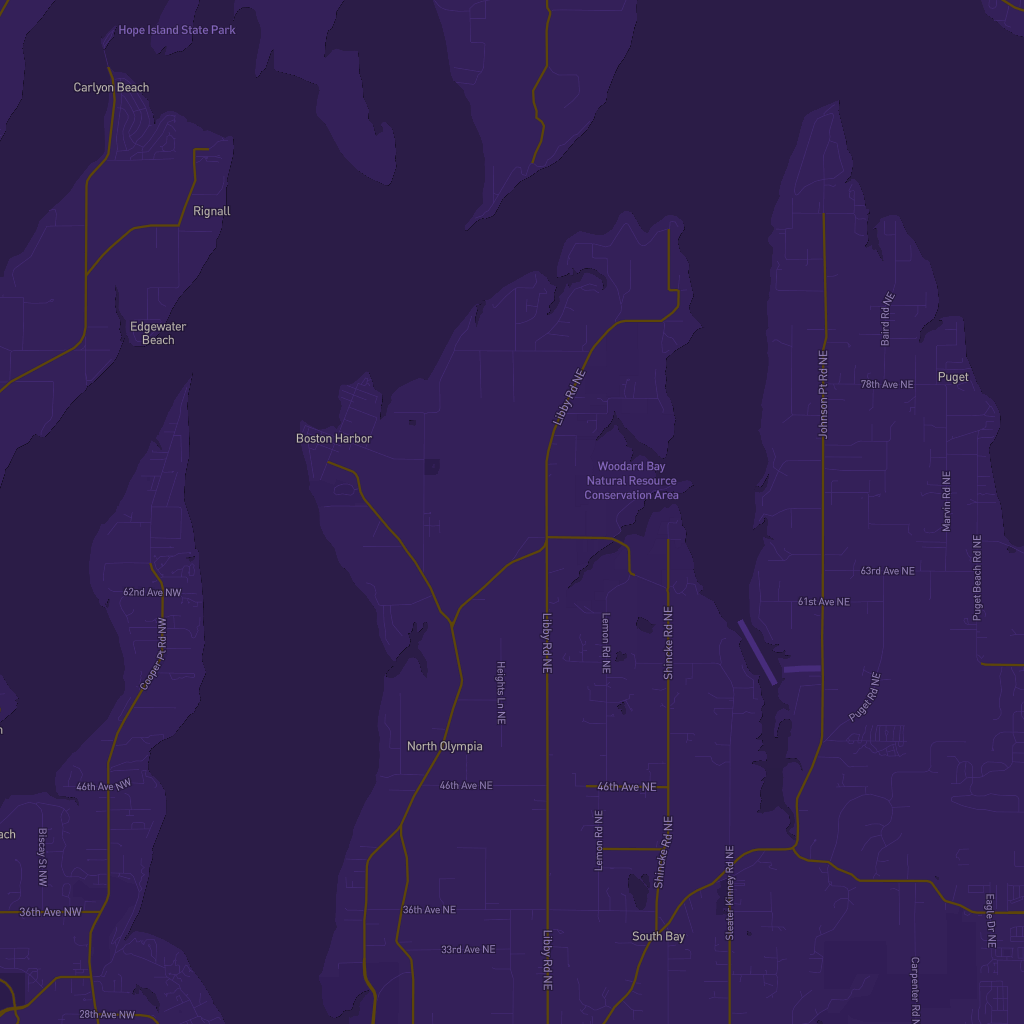 Hope Island State Park
Carlyon Beach
Rignall
Edgewater
Beach
Baird Rd NE
Johnson Pt Rd NE
Puget
78th Ave NE
Libby Rd NE
Boston Harbor
Woodard Bay
Natural Resource
Conservation Area
Marvin Rd NE
Puget Beach Rd NE
63rd Ave NE
62nd Ave NW
61st Ave NE
Cooper Pt Rd NW
Libby Rd NE
Lemon Rd NE
Shincke Rd NE
Heights Ln NE
Puget Rd NE
North Olympia
46th Ave NW
46th Ave NE
46th Ave NE
ach
Biscay St NW
Lemon Rd NE
Shincke Rd NE
Sleater Kinney Rd NE
36th Ave NW
36th Ave NE
Eagle Dr NE
33rd Ave NE
South Bay
Libby Rd NE
Carpenter Rd N
28th Ave NW